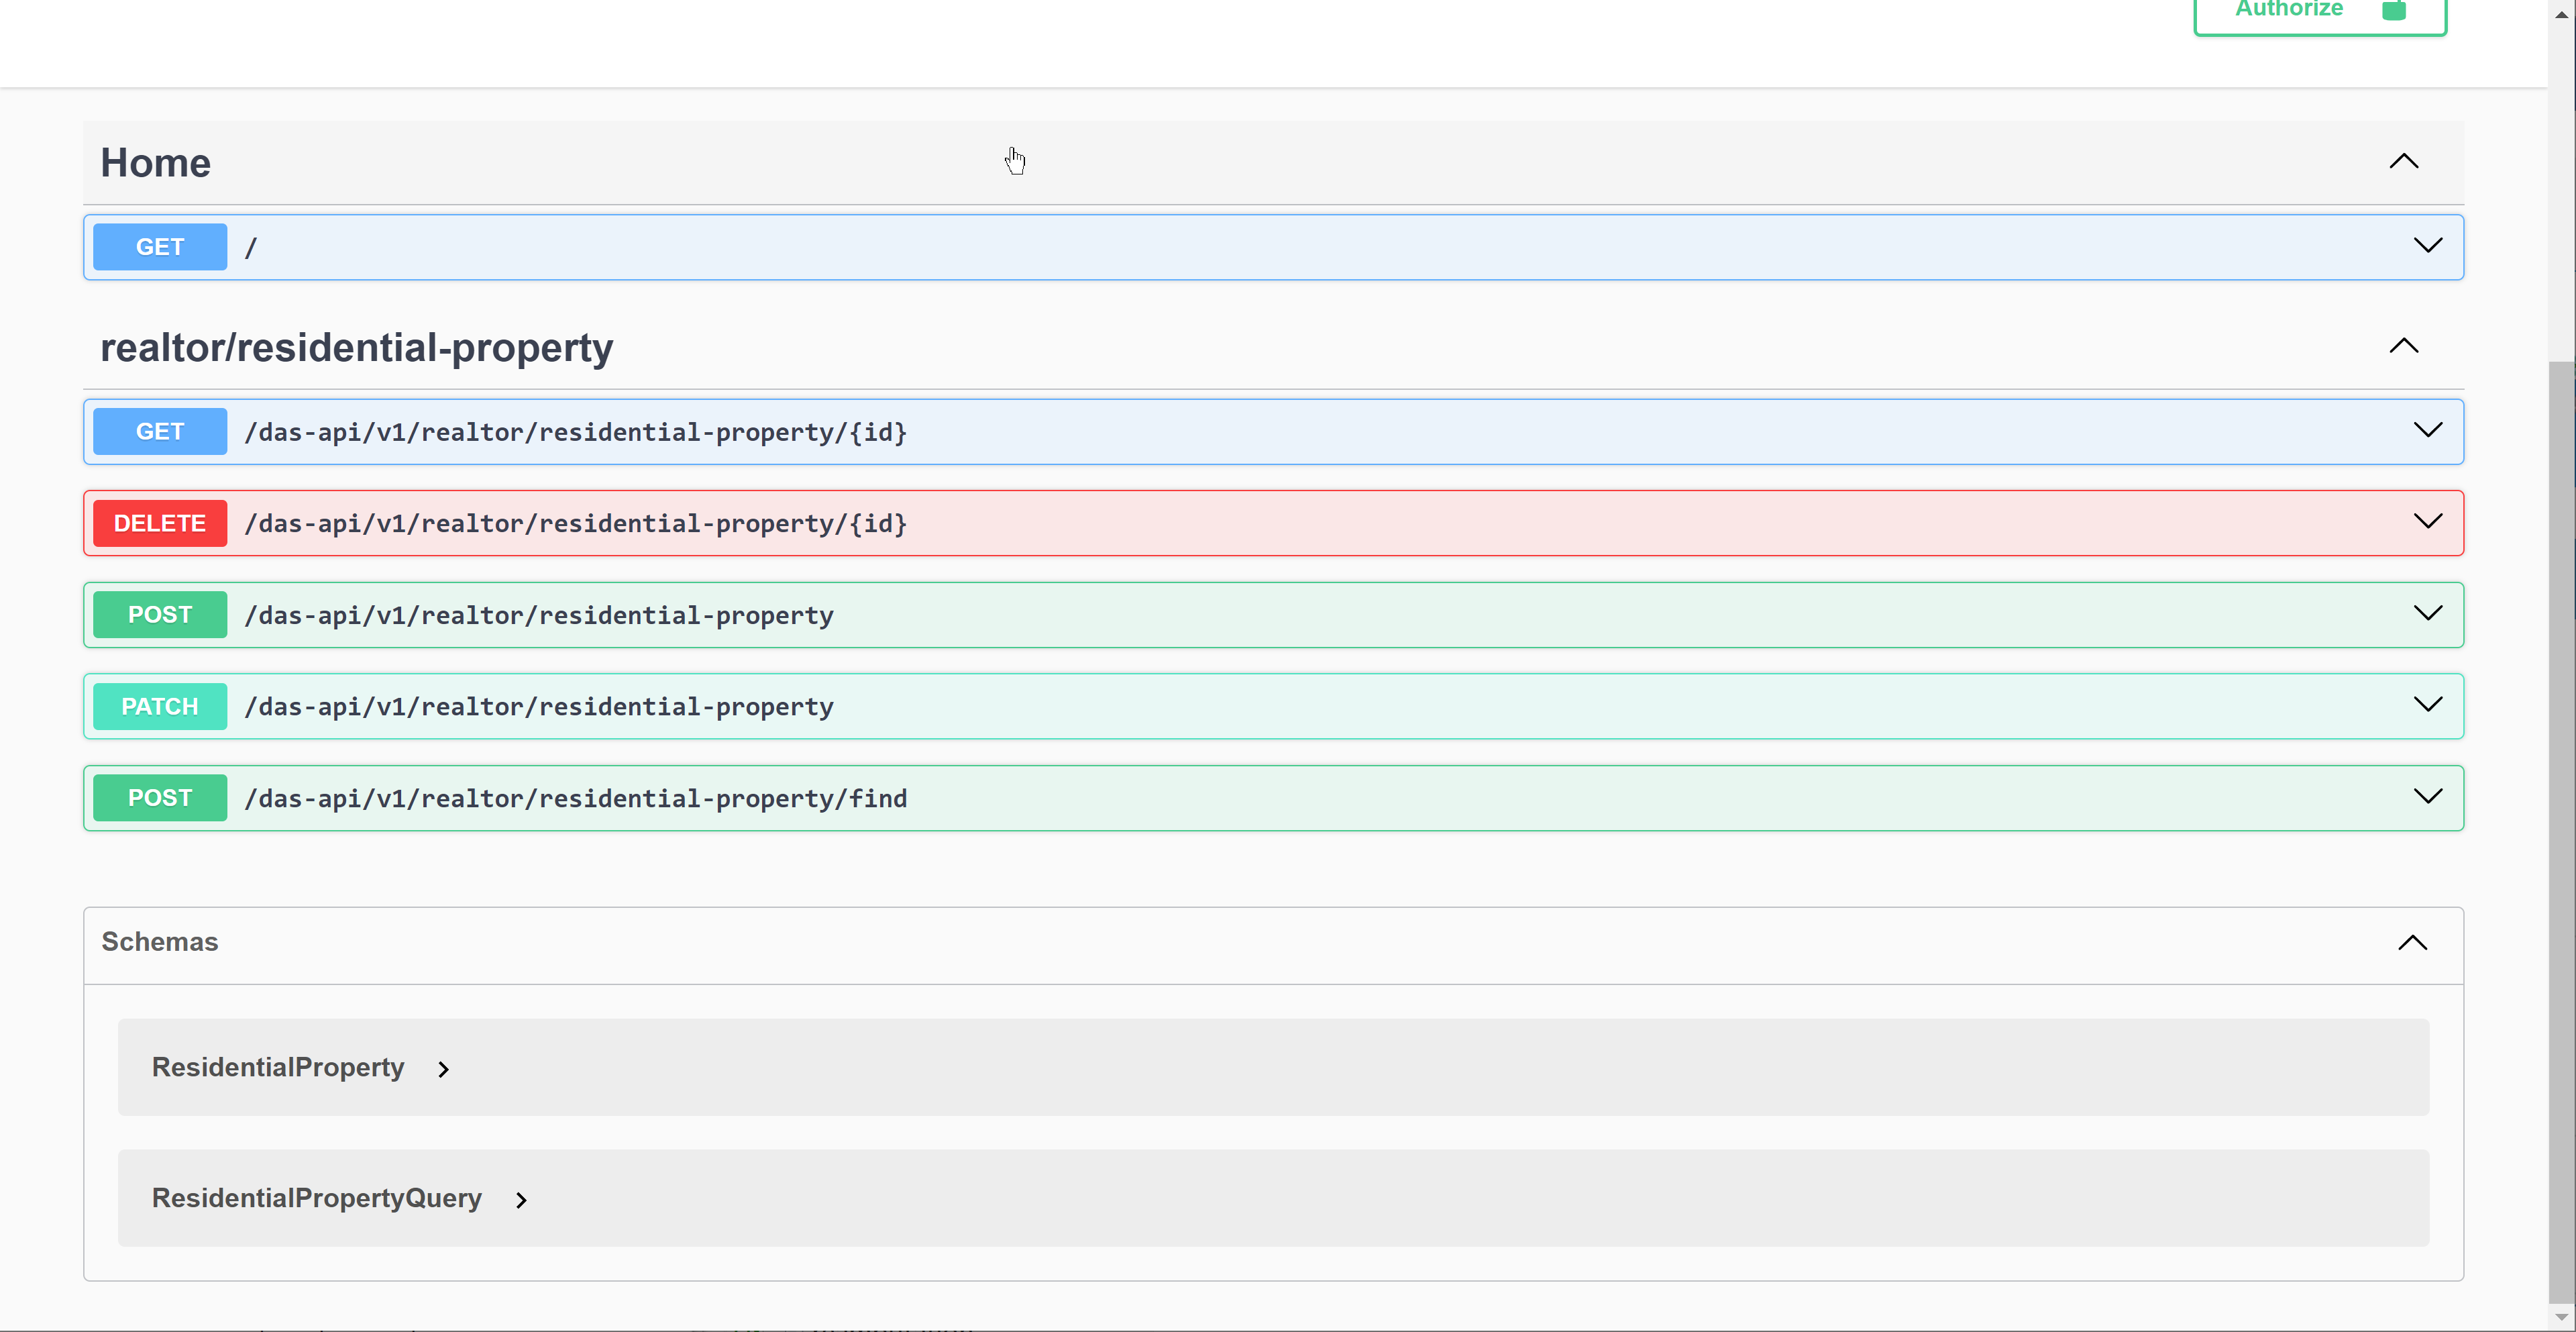 Authorize
Home
GET /
realtor/residential-property
GET /das-api/v1/realtor/residential-property/{id}
DELETE /das-api/v1/realtor/residential-property/{id}
POST /das-api/v1/realtor/residential-property
PATCH /das-api/v1/realtor/residential-property
POST /das-api/v1/realtor/residential-property/find
Schemas
ResidentialProperty
ResidentialPropertyQuery